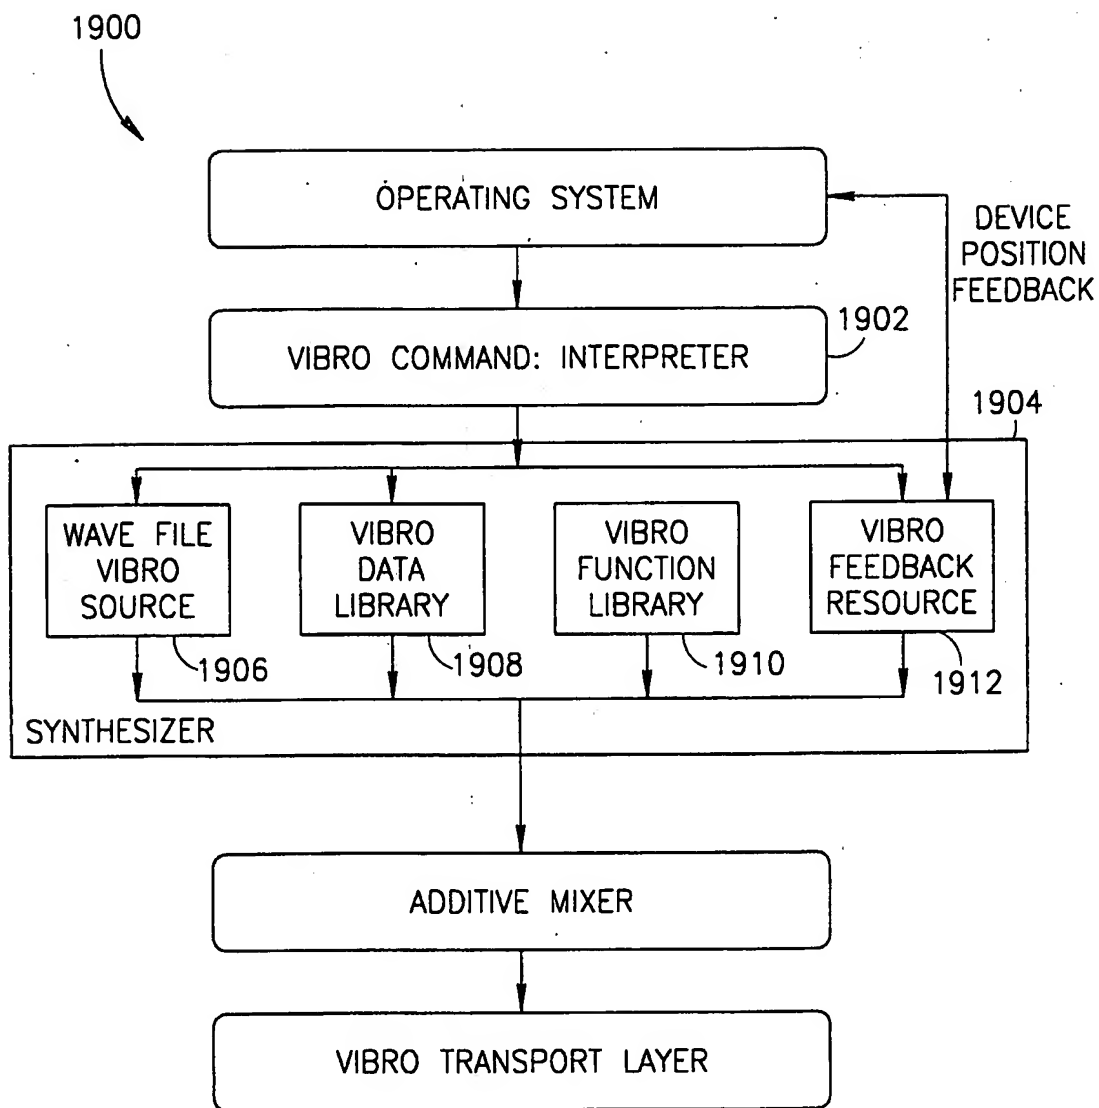 1900
OPERATING SYSTEM
DEVICE
POSITION
FEEDBACK
VIBRO COMMAND: INTERPRETER
1902
1904
WAVE FILE
VIBRO
SOURCE
1906
VIBRO
DATA
LIBRARY
1908
VIBRO
FUNCTION
LIBRARY
1910
VIBRO
FEEDBACK
RESOURCE
1912
SYNTHESIZER
ADDITIVE MIXER
VIBRO TRANSPORT LAYER